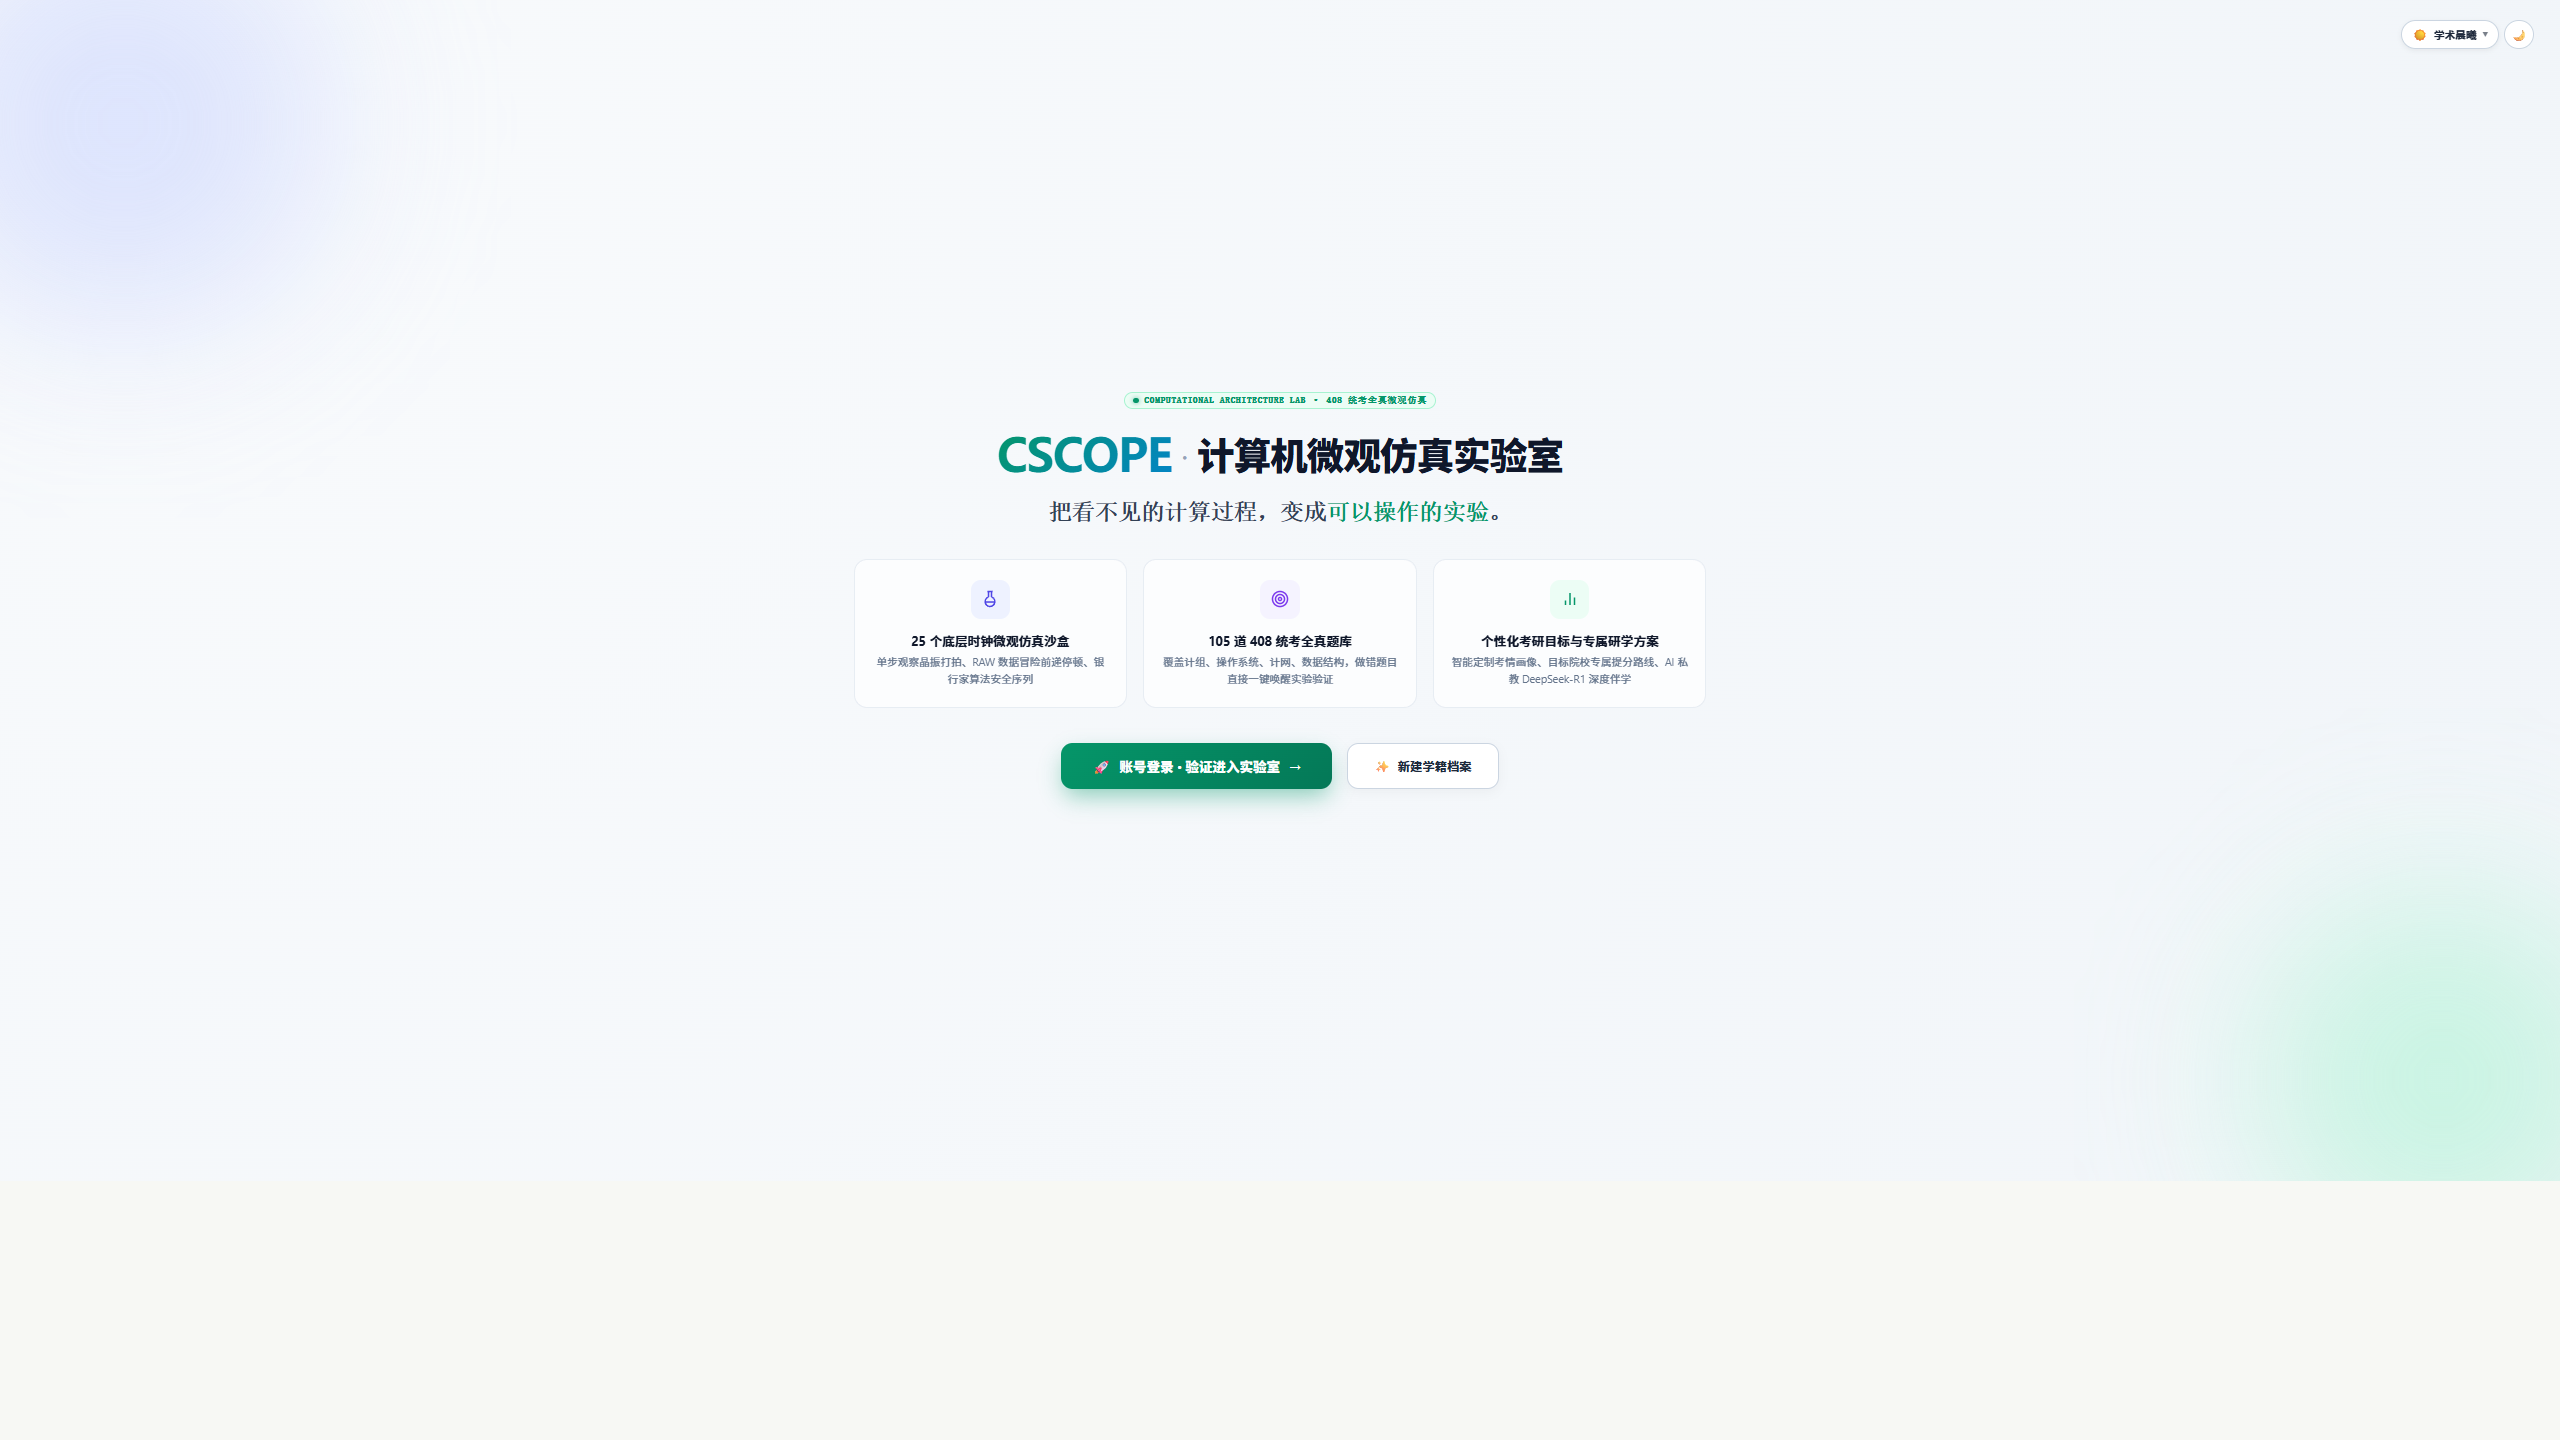 学术晨曦
COMPUTATIONAL ARCHITECTURE LAB · 408 统考全真微观仿真
CSCOPE · 计算机微观仿真实验室
把看不见的计算过程，变成可以操作的实验。
25 个底层时钟微观仿真沙盒
单步观察晶振打拍、RAW 数据冒险前递停顿、银
行家算法安全序列
105 道 408 统考全真题库
覆盖计组、操作系统、计网、数据结构，做错题目
直接一键唤醒实验验证
个性化考研目标与专属研学方案
智能定制考情画像、目标院校专属提分路线、AI 私
教 DeepSeek-R1 深度伴学
账号登录 · 验证进入实验室 →
新建学籍档案